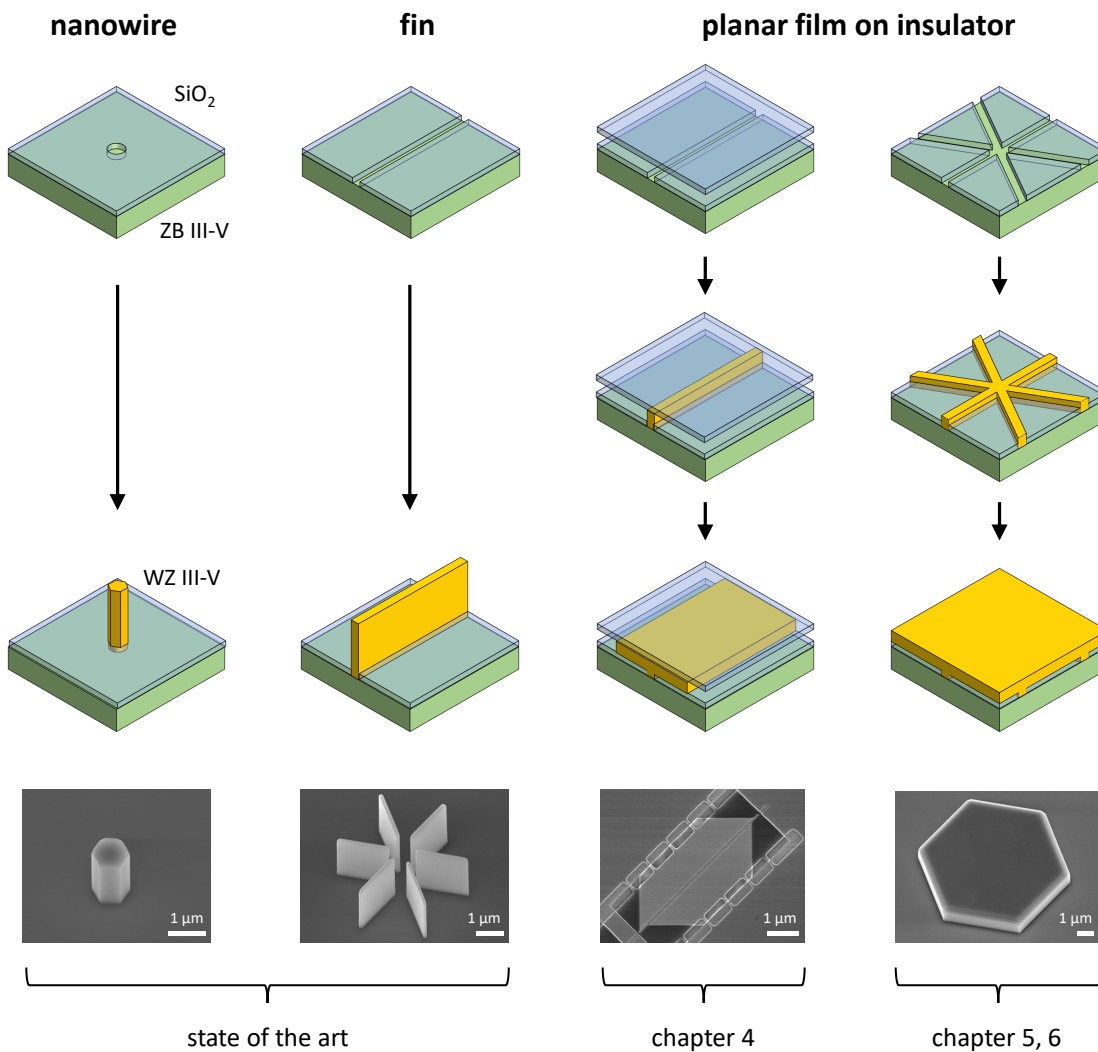 nanowire
fin
planar film on insulator
SiO₂
ZB III-V
WZ III-V
1 µm
1 µm
1 µm
1 µm
state of the art
chapter 4
chapter 5, 6